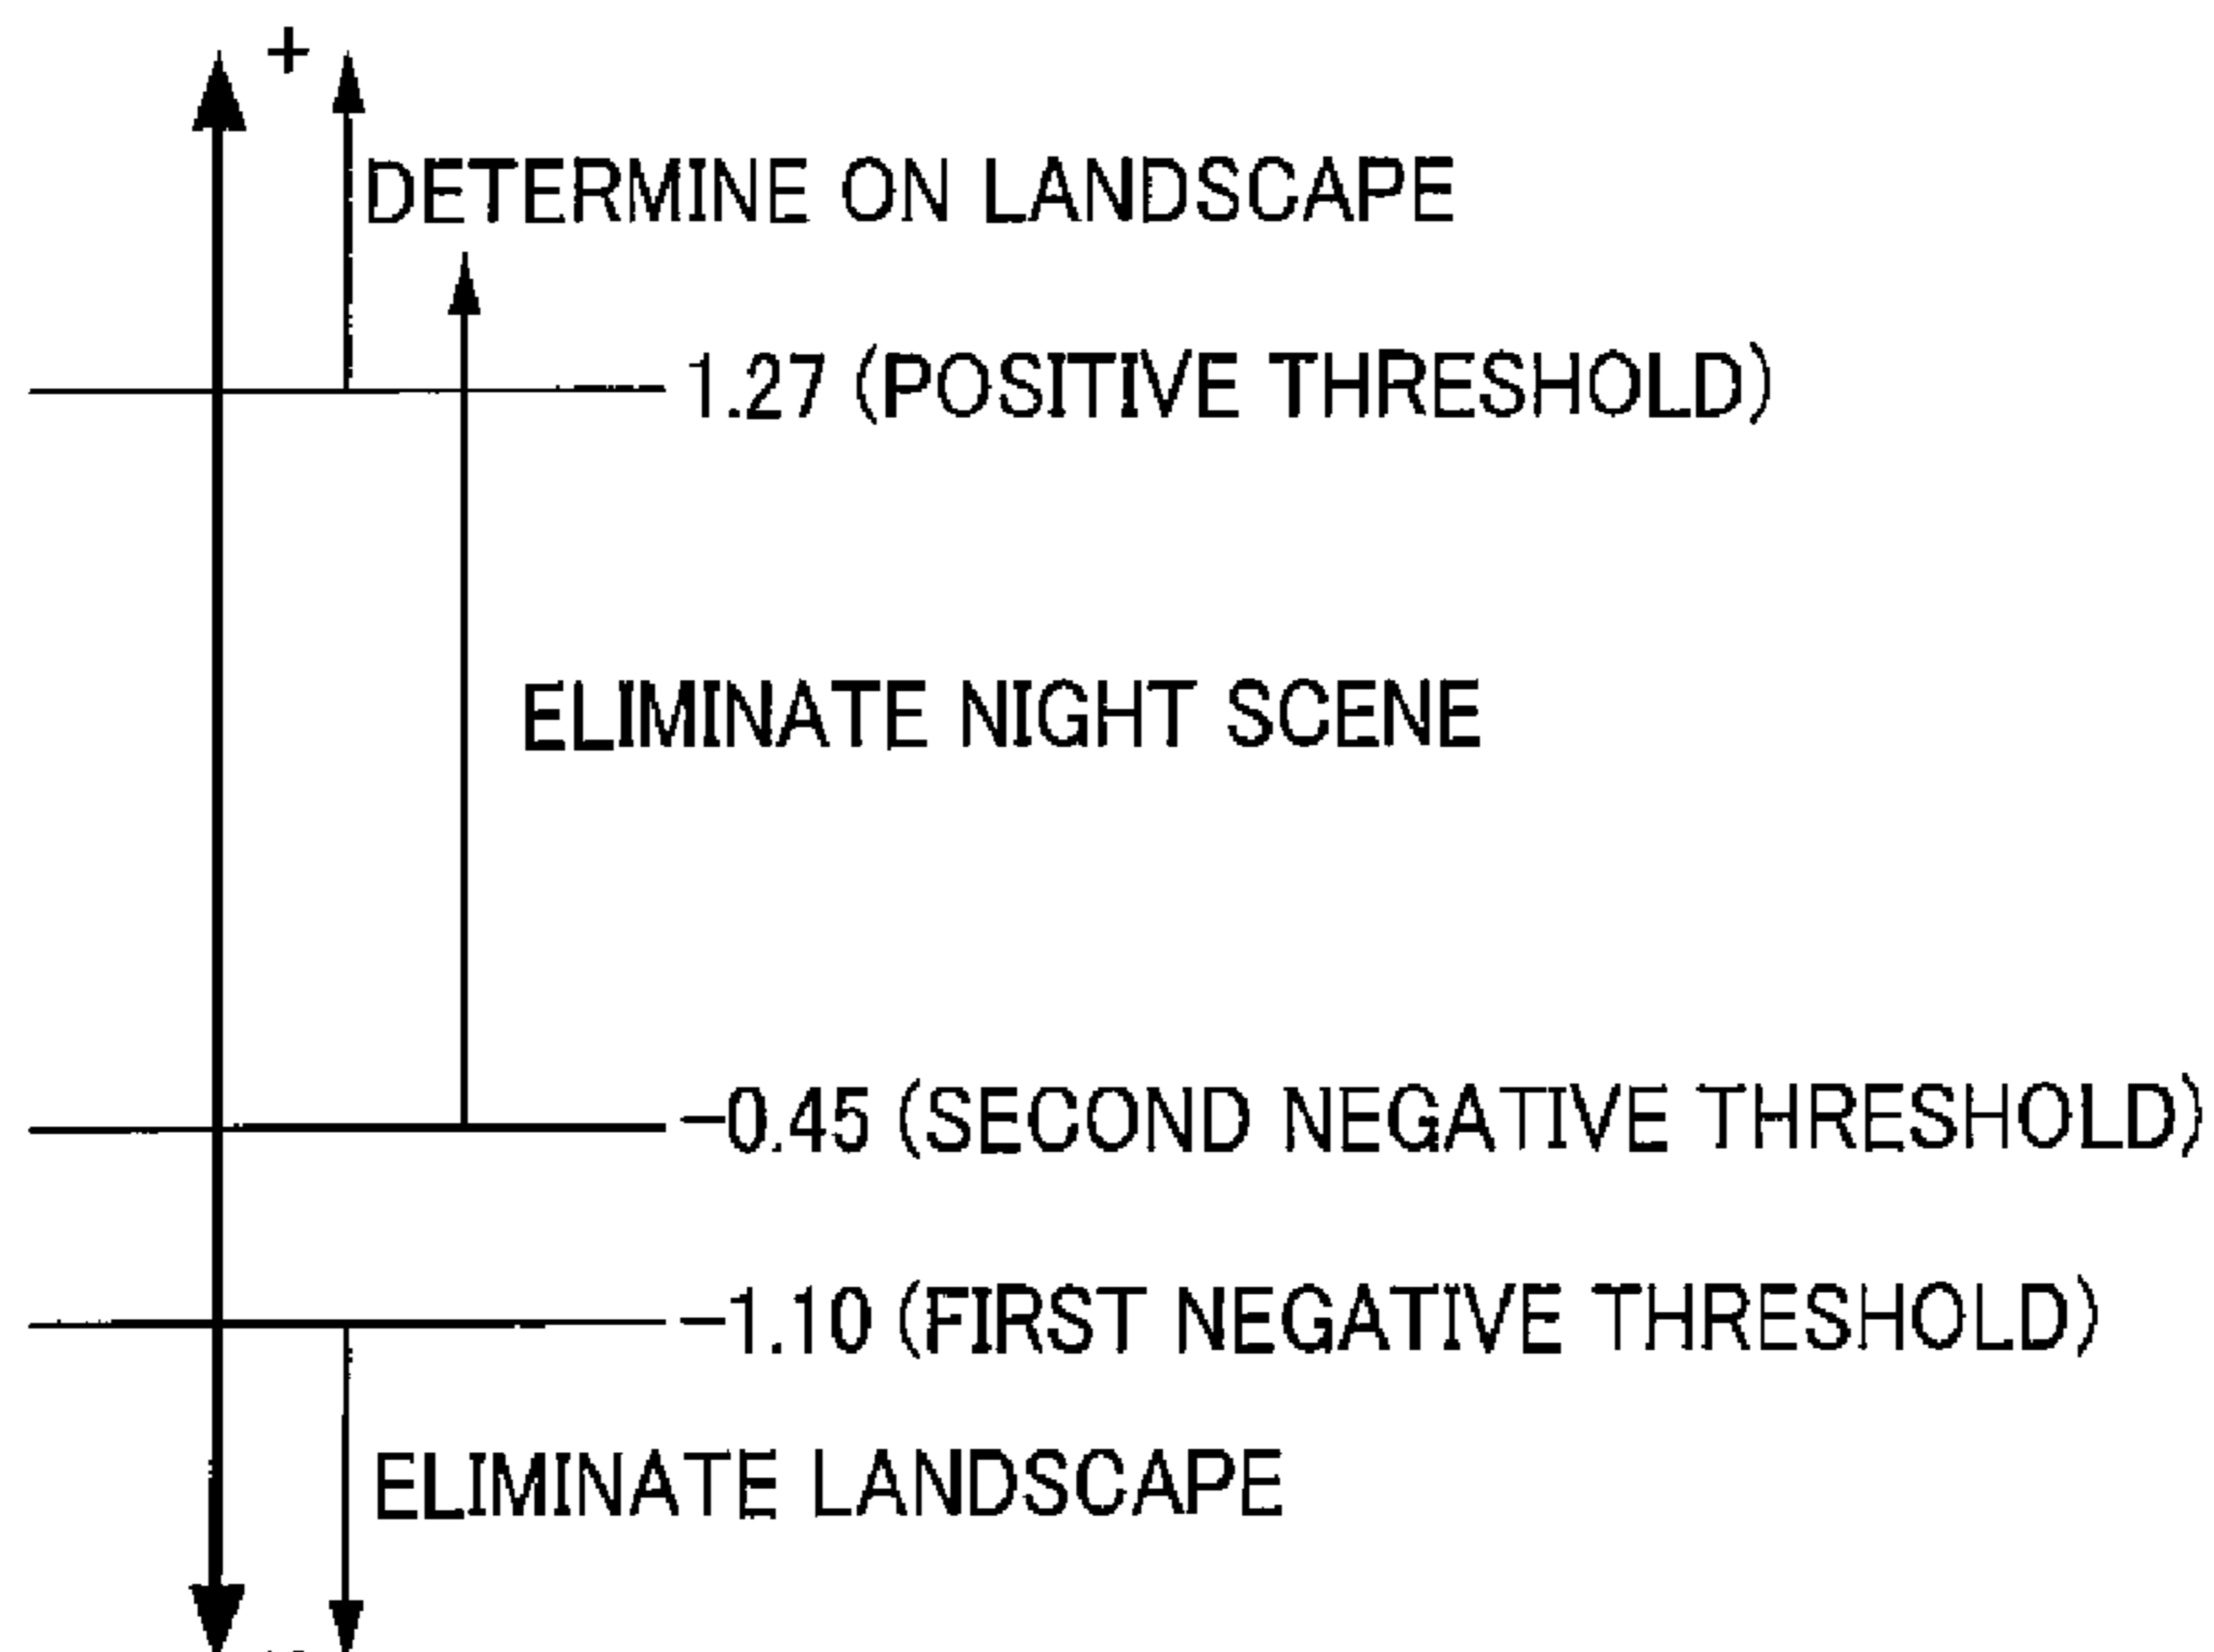 +
DETERMINE ON LANDSCAPE
1.27 (POSITIVE THRESHOLD)
ELIMINATE NIGHT SCENE
-0.45 (SECOND NEGATIVE THRESHOLD)
-1.10 (FIRST NEGATIVE THRESHOLD)
ELIMINATE LANDSCAPE